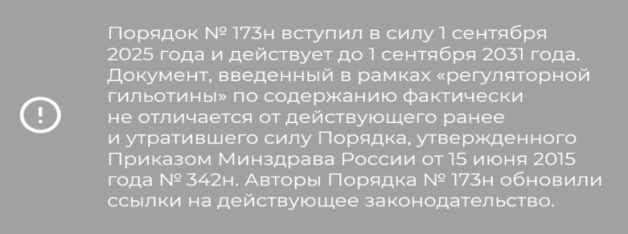 Порядок № 173н вступил в силу 1 сентября
2025 года и действует до 1 сентября 2031 года.
Документ, введенный в рамках «регуляторной
гильотины» по содержанию фактически
не отличается от действующего ранее
и утратившего силу Порядка, утвержденного
Приказом Минздрава России от 15 июня 2015
года № 342н. Авторы Порядка № 173н обновили
ссылки на действующее законодательство.